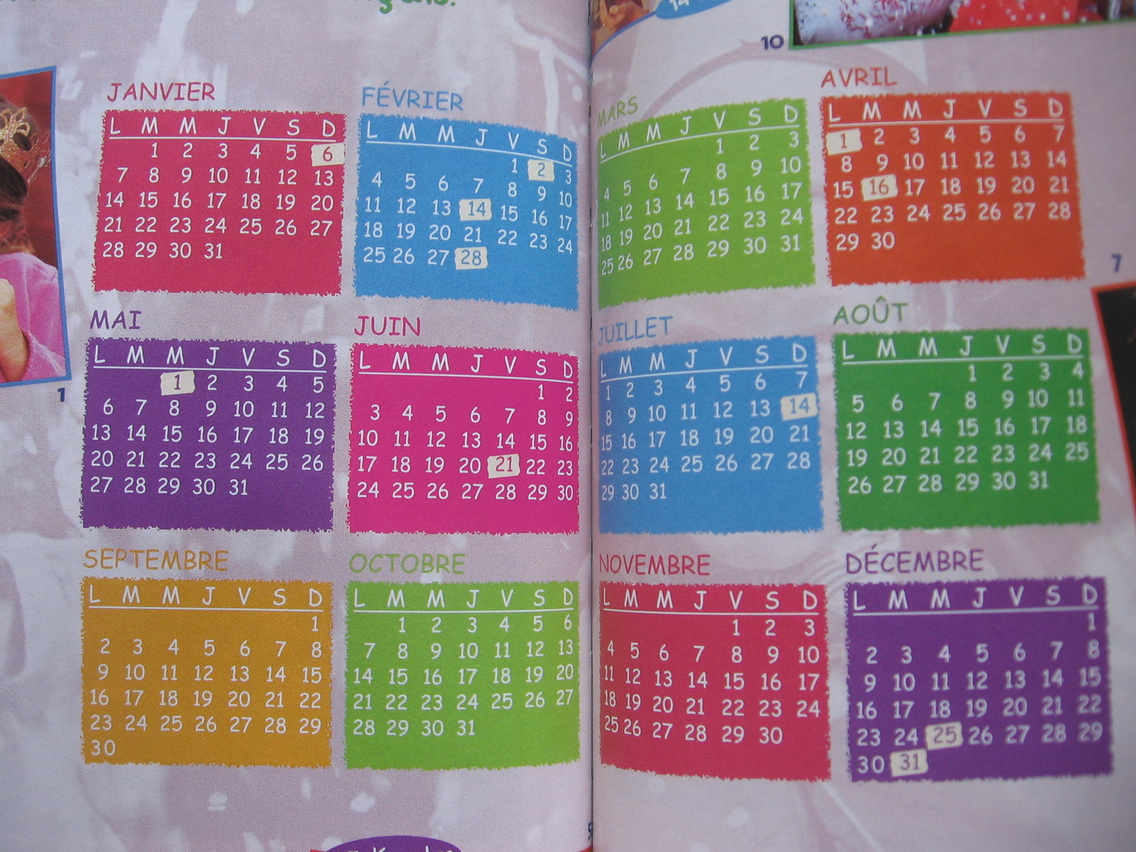 10
JANVIER
L M M J V S D
1 2 3 4 5 6
7 8 9 10 11 12 13
14 15 16 17 18 19 20
21 22 23 24 25 26 27
28 29 30 31
FÉVRIER
L M M J V S D
1 2 3
4 5 6 7 8 9 10
11 12 13 14 15 16 17
18 19 20 21 22 23 24
25 26 27 28
MARS
L M M J V S D
1 2 3
4 5 6 7 8 9 10
11 12 13 14 15 16 17
18 19 20 21 22 23 24
25 26 27 28 29 30 31
AVRIL
L M M J V S D
1 2 3 4 5 6 7
8 9 10 11 12 13 14
15 16 17 18 19 20 21
22 23 24 25 26 27 28
29 30
7
1
MAI
L M M J V S D
1 2 3 4 5
6 7 8 9 10 11 12
13 14 15 16 17 18 19
20 21 22 23 24 25 26
27 28 29 30 31
JUIN
L M M J V S D
1 2
3 4 5 6 7 8 9
10 11 12 13 14 15 16
17 18 19 20 21 22 23
24 25 26 27 28 29 30
JUILLET
L M M J V S D
1 2 3 4 5 6 7
8 9 10 11 12 13 14
15 16 17 18 19 20 21
22 23 24 25 26 27 28
29 30 31
AOÛT
L M M J V S D
1 2 3 4
5 6 7 8 9 10 11
12 13 14 15 16 17 18
19 20 21 22 23 24 25
26 27 28 29 30 31
SEPTEMBRE
L M M J V S D
1
2 3 4 5 6 7 8
9 10 11 12 13 14 15
16 17 18 19 20 21 22
23 24 25 26 27 28 29
30
OCTOBRE
L M M J V S D
1 2 3 4 5 6
7 8 9 10 11 12 13
14 15 16 17 18 19 20
21 22 23 24 25 26 27
28 29 30 31
NOVEMBRE
L M M J V S D
1 2 3
4 5 6 7 8 9 10
11 12 13 14 15 16 17
18 19 20 21 22 23 24
25 26 27 28 29 30
DÉCEMBRE
L M M J V S D
1
2 3 4 5 6 7 8
9 10 11 12 13 14 15
16 17 18 19 20 21 22
23 24 25 26 27 28 29
30 31